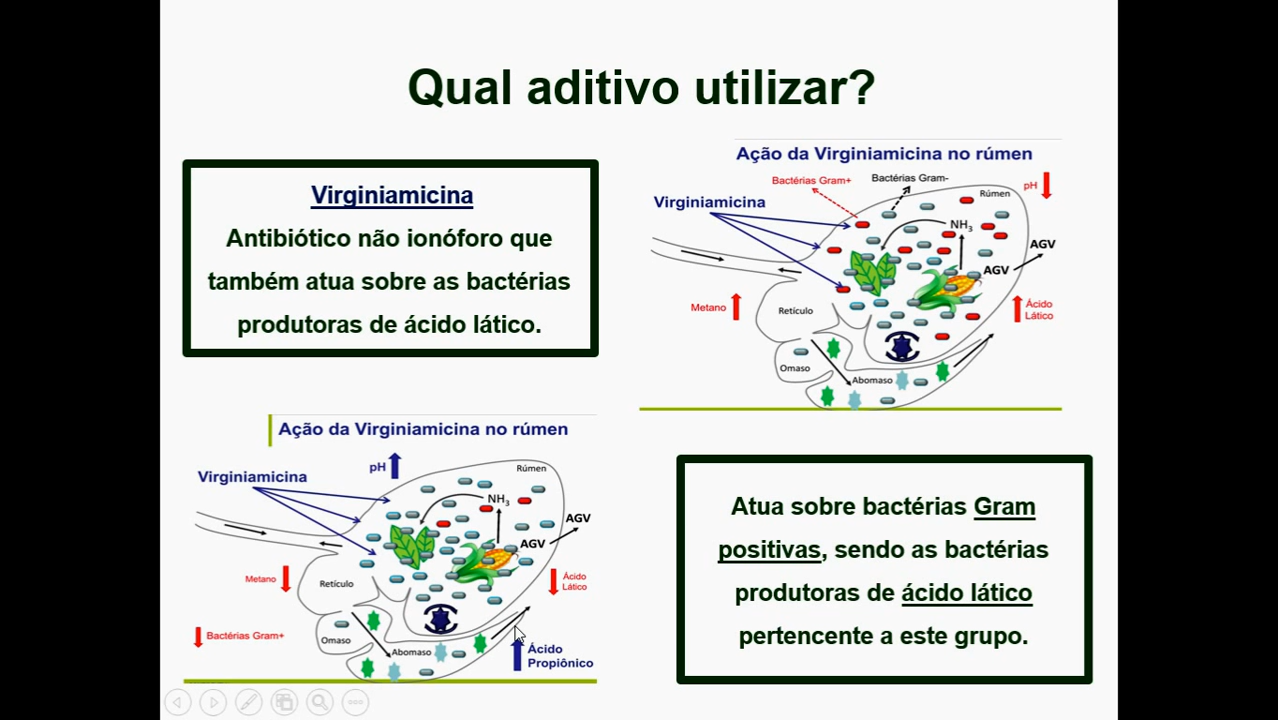 Qual aditivo utilizar?
Virginiamicina
Antibiótico não ionóforo que
também atua sobre as bactérias
produtoras de ácido lático.
Ação da Virginiamicina no rúmen
Bactérias Gram+
Bactérias Gram-
pH
Rúmen
Virginiamicina
NH3
AGV
AGV
Metano
Retículo
Ácido
Lático
Omaso
Abomaso
Ação da Virginiamicina no rúmen
pH
Rúmen
Virginiamicina
NH3
AGV
AGV
Metano
Retículo
Ácido
Lático
Bactérias Gram+
Omaso
Abomaso
Ácido
Propiônico
Atua sobre bactérias Gram
positivas, sendo as bactérias
produtoras de ácido lático
pertencente a este grupo.